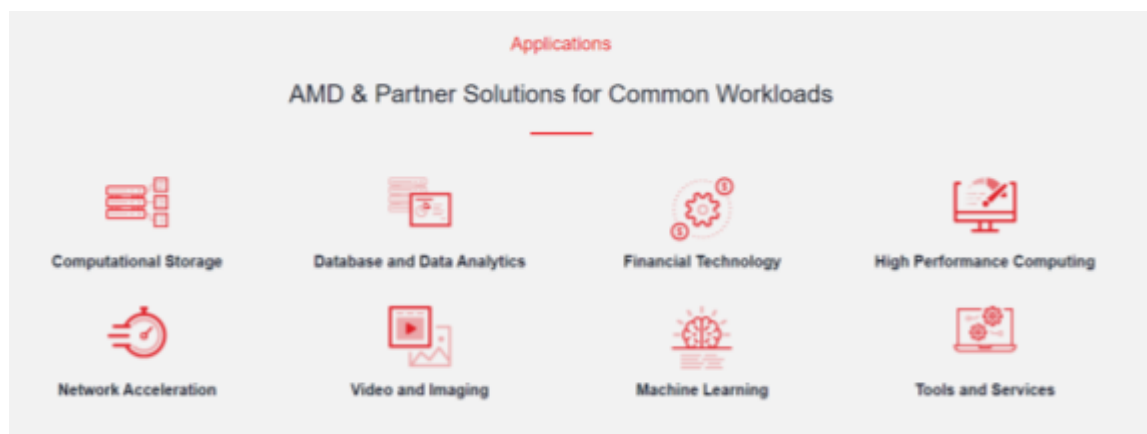 Applications
AMD & Partner Solutions for Common Workloads
Computational Storage
Database and Data Analytics
Financial Technology
High Performance Computing
Network Acceleration
Video and Imaging
Machine Learning
Tools and Services